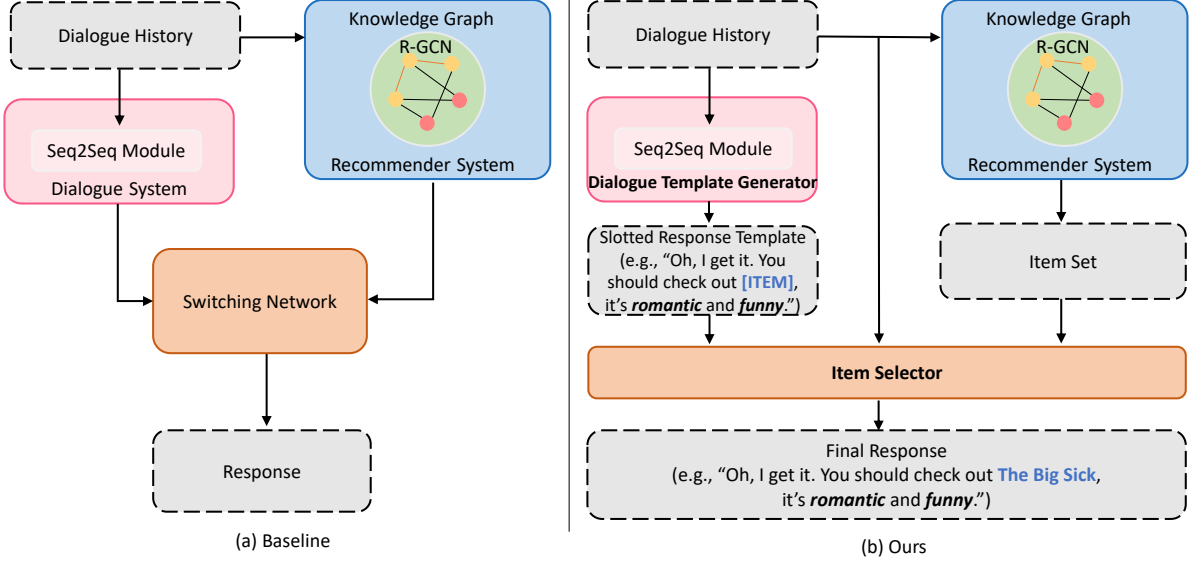 Dialogue History
Knowledge Graph
R-GCN
Recommender System
Seq2Seq Module
Dialogue System
Switching Network
Response
(a) Baseline
Dialogue History
Knowledge Graph
R-GCN
Recommender System
Seq2Seq Module
Dialogue Template Generator
Slotted Response Template
(e.g., “Oh, I get it. You
should check out [ITEM],
it’s romantic and funny.”)
Item Set
Item Selector
Final Response
(e.g., “Oh, I get it. You should check out The Big Sick,
it’s romantic and funny.”)
(b) Ours